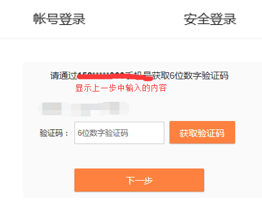 帐号登录 安全登录
请通过手机号获取6位数字验证码
显示上一步中输入的内容
验证码： 6位数字验证码 获取验证码
下一步